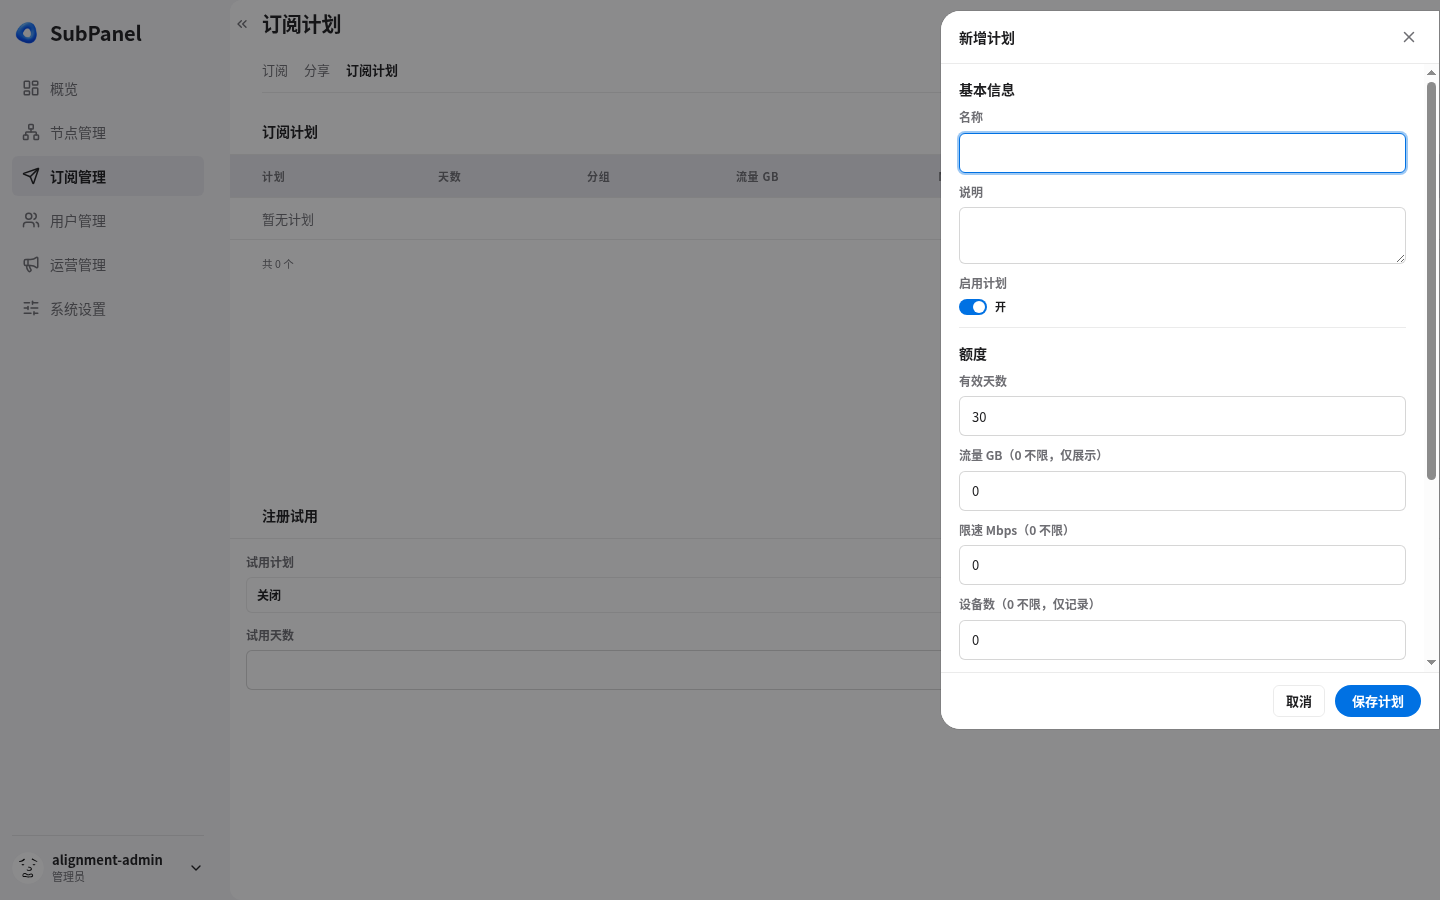 SubPanel
概览
节点管理
订阅管理
用户管理
运营管理
系统设置
alignment-admin
管理员
订阅计划
订阅 分享 订阅计划
订阅计划
计划 天数 分组 流量 GB
暂无计划
共 0 个
注册试用
试用计划
关闭
试用天数
新增计划
基本信息
名称
说明
启用计划
开
额度
有效天数
30
流量 GB（0 不限，仅展示）
0
限速 Mbps（0 不限）
0
设备数（0 不限，仅记录）
0
取消 保存计划